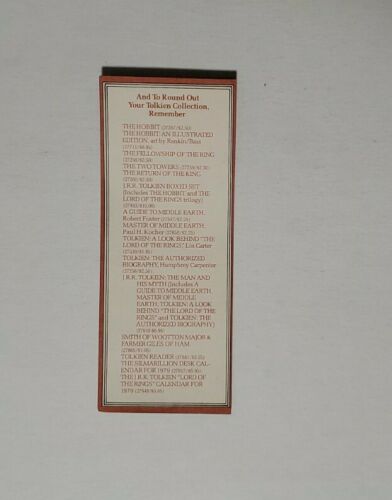 And To Round Out
Your Tolkien Collection,
Remember
THE HOBBIT
THE HOBBIT: AN ILLUSTRATED
EDITION, art by Rankin/Bass
THE FELLOWSHIP OF THE RING
THE TWO TOWERS
THE RETURN OF THE KING
J.R.R. TOLKIEN BOXED SET
(Includes THE HOBBIT and THE
LORD OF THE RINGS trilogy)
A GUIDE TO MIDDLE EARTH,
Robert Foster
MASTER OF MIDDLE EARTH,
Paul H. Kocher
TOLKIEN: A LOOK BEHIND "THE
LORD OF THE RINGS", Lin Carter
TOLKIEN: THE AUTHORIZED
BIOGRAPHY, Humphrey Carpenter
J.R.R. TOLKIEN: THE MAN AND
HIS MYTH (Includes A
GUIDE TO MIDDLE EARTH,
MASTER OF MIDDLE
EARTH, TOLKIEN: A LOOK
BEHIND "THE LORD OF THE
RINGS" and TOLKIEN: THE
AUTHORIZED BIOGRAPHY)
SMITH OF WOOTTON MAJOR &
FARMER GILES OF HAM
TOLKIEN READER
THE SILMARILLION DESK CAL-
ENDAR FOR 1979
THE J.R.R. TOLKIEN "LORD OF
THE RINGS" CALENDAR FOR
1979